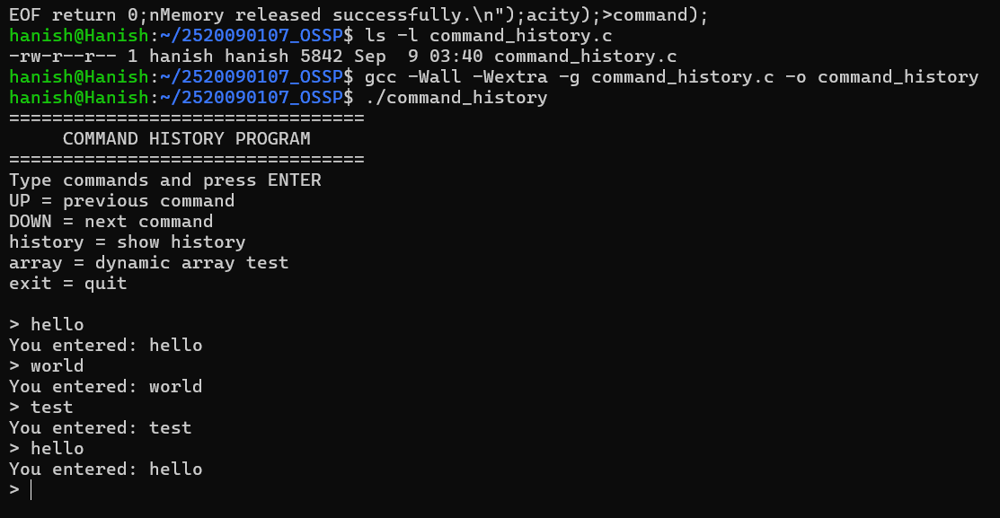 EOF return 0;nMemory released successfully.\n");acity);>command);
hanish@Hanish:~/2520090107_OSSP$ ls -l command_history.c
-rw-r--r-- 1 hanish hanish 5842 Sep  9 03:40 command_history.c
hanish@Hanish:~/2520090107_OSSP$ gcc -Wall -Wextra -g command_history.c -o command_history
hanish@Hanish:~/2520090107_OSSP$ ./command_history
=================================
     COMMAND HISTORY PROGRAM
=================================
Type commands and press ENTER
UP = previous command
DOWN = next command
history = show history
array = dynamic array test
exit = quit

> hello
You entered: hello
> world
You entered: world
> test
You entered: test
> hello
You entered: hello
>